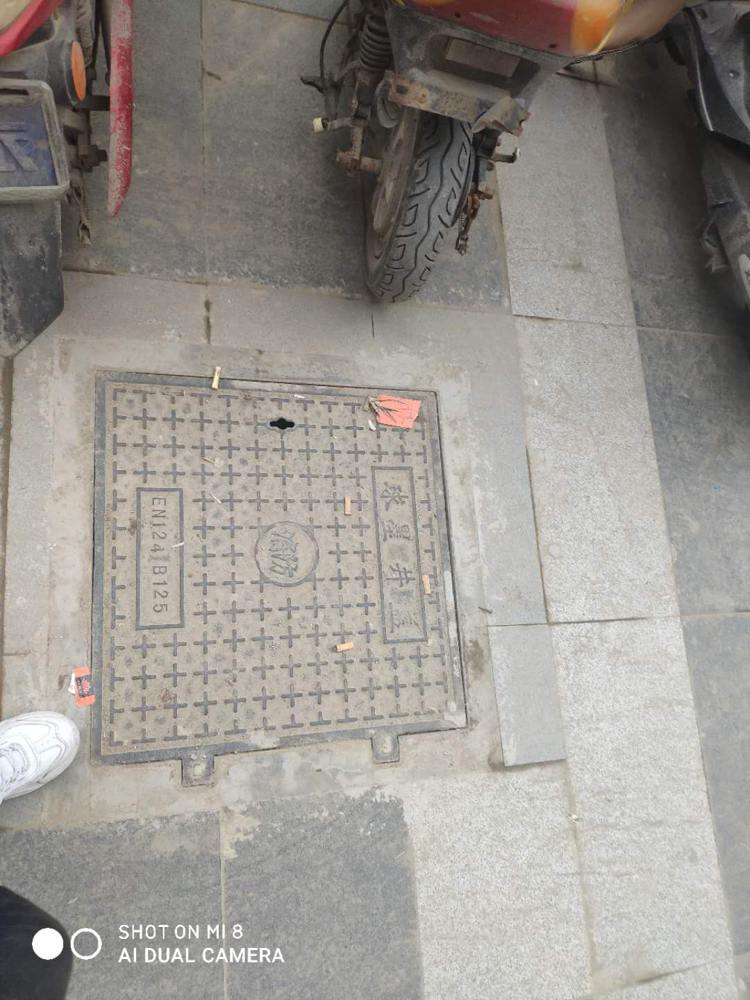 球墨井盖
EN124 B125
SHOT ON MI 8
AI DUAL CAMERA